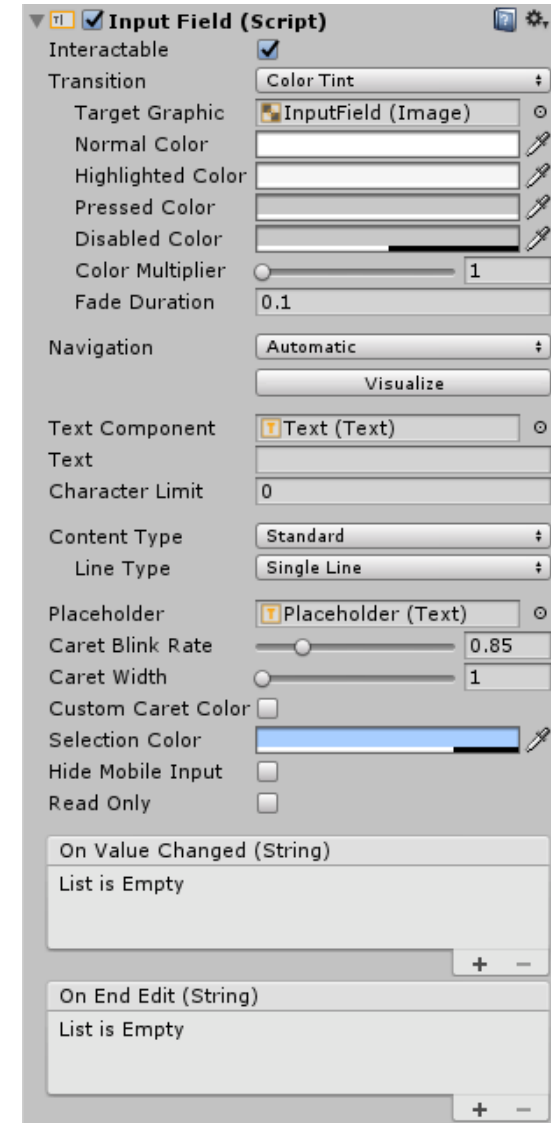 Input Field (Script)
Interactable
Transition Color Tint
Target Graphic InputField (Image)
Normal Color
Highlighted Color
Pressed Color
Disabled Color
Color Multiplier 1
Fade Duration 0.1
Navigation Automatic
Visualize
Text Component Text (Text)
Text
Character Limit 0
Content Type Standard
Line Type Single Line
Placeholder Placeholder (Text)
Caret Blink Rate 0.85
Caret Width 1
Custom Caret Color
Selection Color
Hide Mobile Input
Read Only
On Value Changed (String)
List is Empty
On End Edit (String)
List is Empty